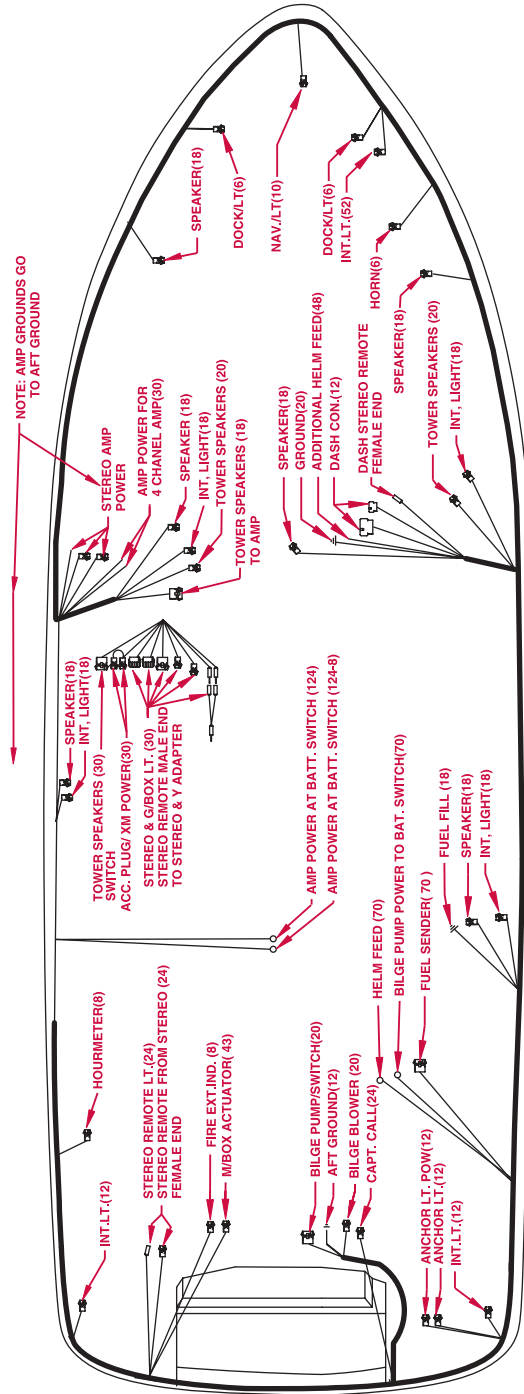 NOTE: AMP GROUNDS GO
TO AFT GROUND
STEREO AMP
POWER
AMP POWER FOR
4 CHANEL AMP(30)
SPEAKER(18)
DOCK/LT(6)
NAV./LT(10)
DOCK/LT(6)
INT.LT.(52)
HORN(6)
SPEAKER(18)
TOWER SPEAKERS (20)
INT, LIGHT(18)
SPEAKER (18)
INT, LIGHT(18)
TOWER SPEAKERS (20)
TOWER SPEAKERS (18)
TO AMP
SPEAKER(18)
GROUND(20)
ADDITIONAL HELM FEED(48)
DASH CON.(12)
DASH STEREO REMOTE
FEMALE END
SPEAKER(18)
INT, LIGHT(18)
TOWER SPEAKERS (30)
SWITCH
ACC. PLUG/ XM POWER(30)
STEREO & G/BOX LT. (30)
STEREO REMOTE MALE END
TO STEREO & Y ADAPTER
AMP POWER AT BATT. SWITCH (124)
AMP POWER AT BATT. SWITCH (124-8)
HELM FEED (70)
BILGE PUMP POWER TO BAT. SWITCH(70)
FUEL SENDER( 70 )
FUEL FILL (18)
SPEAKER(18)
INT, LIGHT(18)
HOURMETER(8)
INT.LT.(12)
STEREO REMOTE LT.(24)
STEREO REMOTE FROM STEREO (24)
FEMALE END
FIRE EXT.IND. (8)
M/BOX ACTUATOR( 43)
BILGE PUMP/SWITCH(20)
AFT GROUND(12)
BILGE BLOWER (20)
CAPT. CALL(24)
ANCHOR LT. POW(12)
ANCHOR LT.(12)
INT.LT.(12)